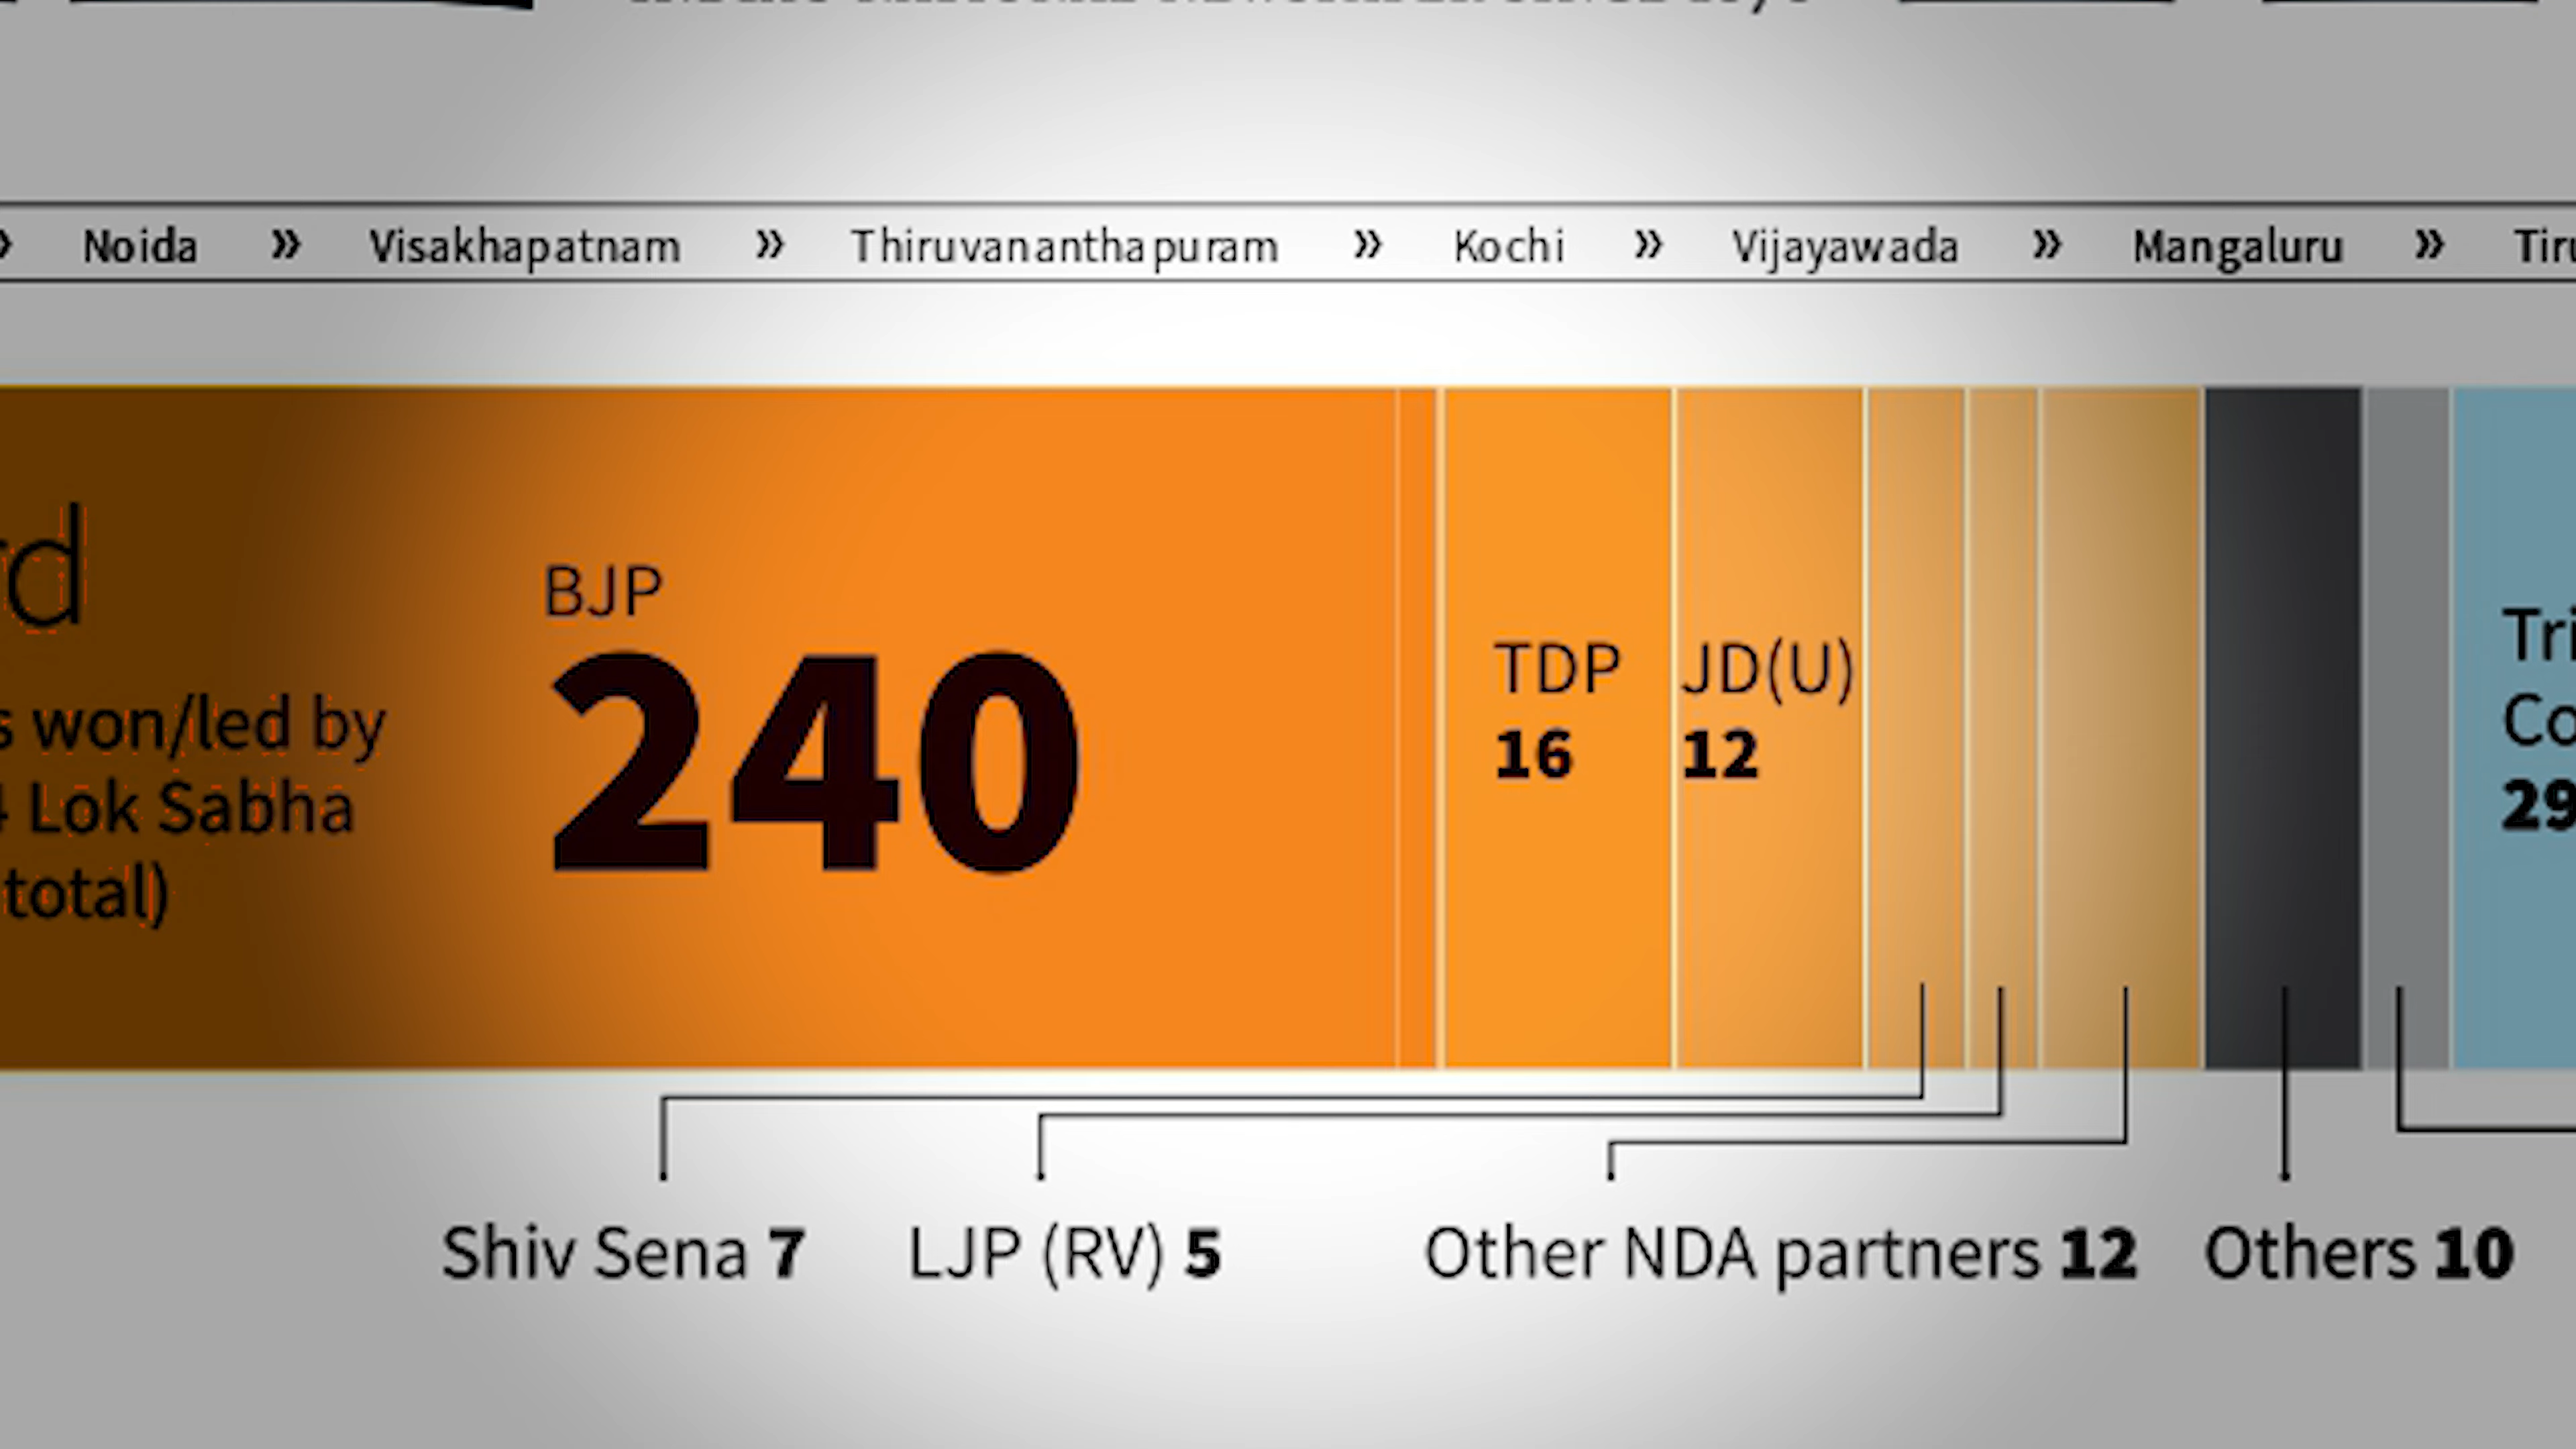 » Noida » Visakhapatnam » Thiruvananthapuram » Kochi » Vijayawada » Mangaluru »
won/led by
Lok Sabha
total)
BJP
240
TDP
16
JD(U)
12
29
Shiv Sena 7
LJP (RV) 5
Other NDA partners 12
Others 10